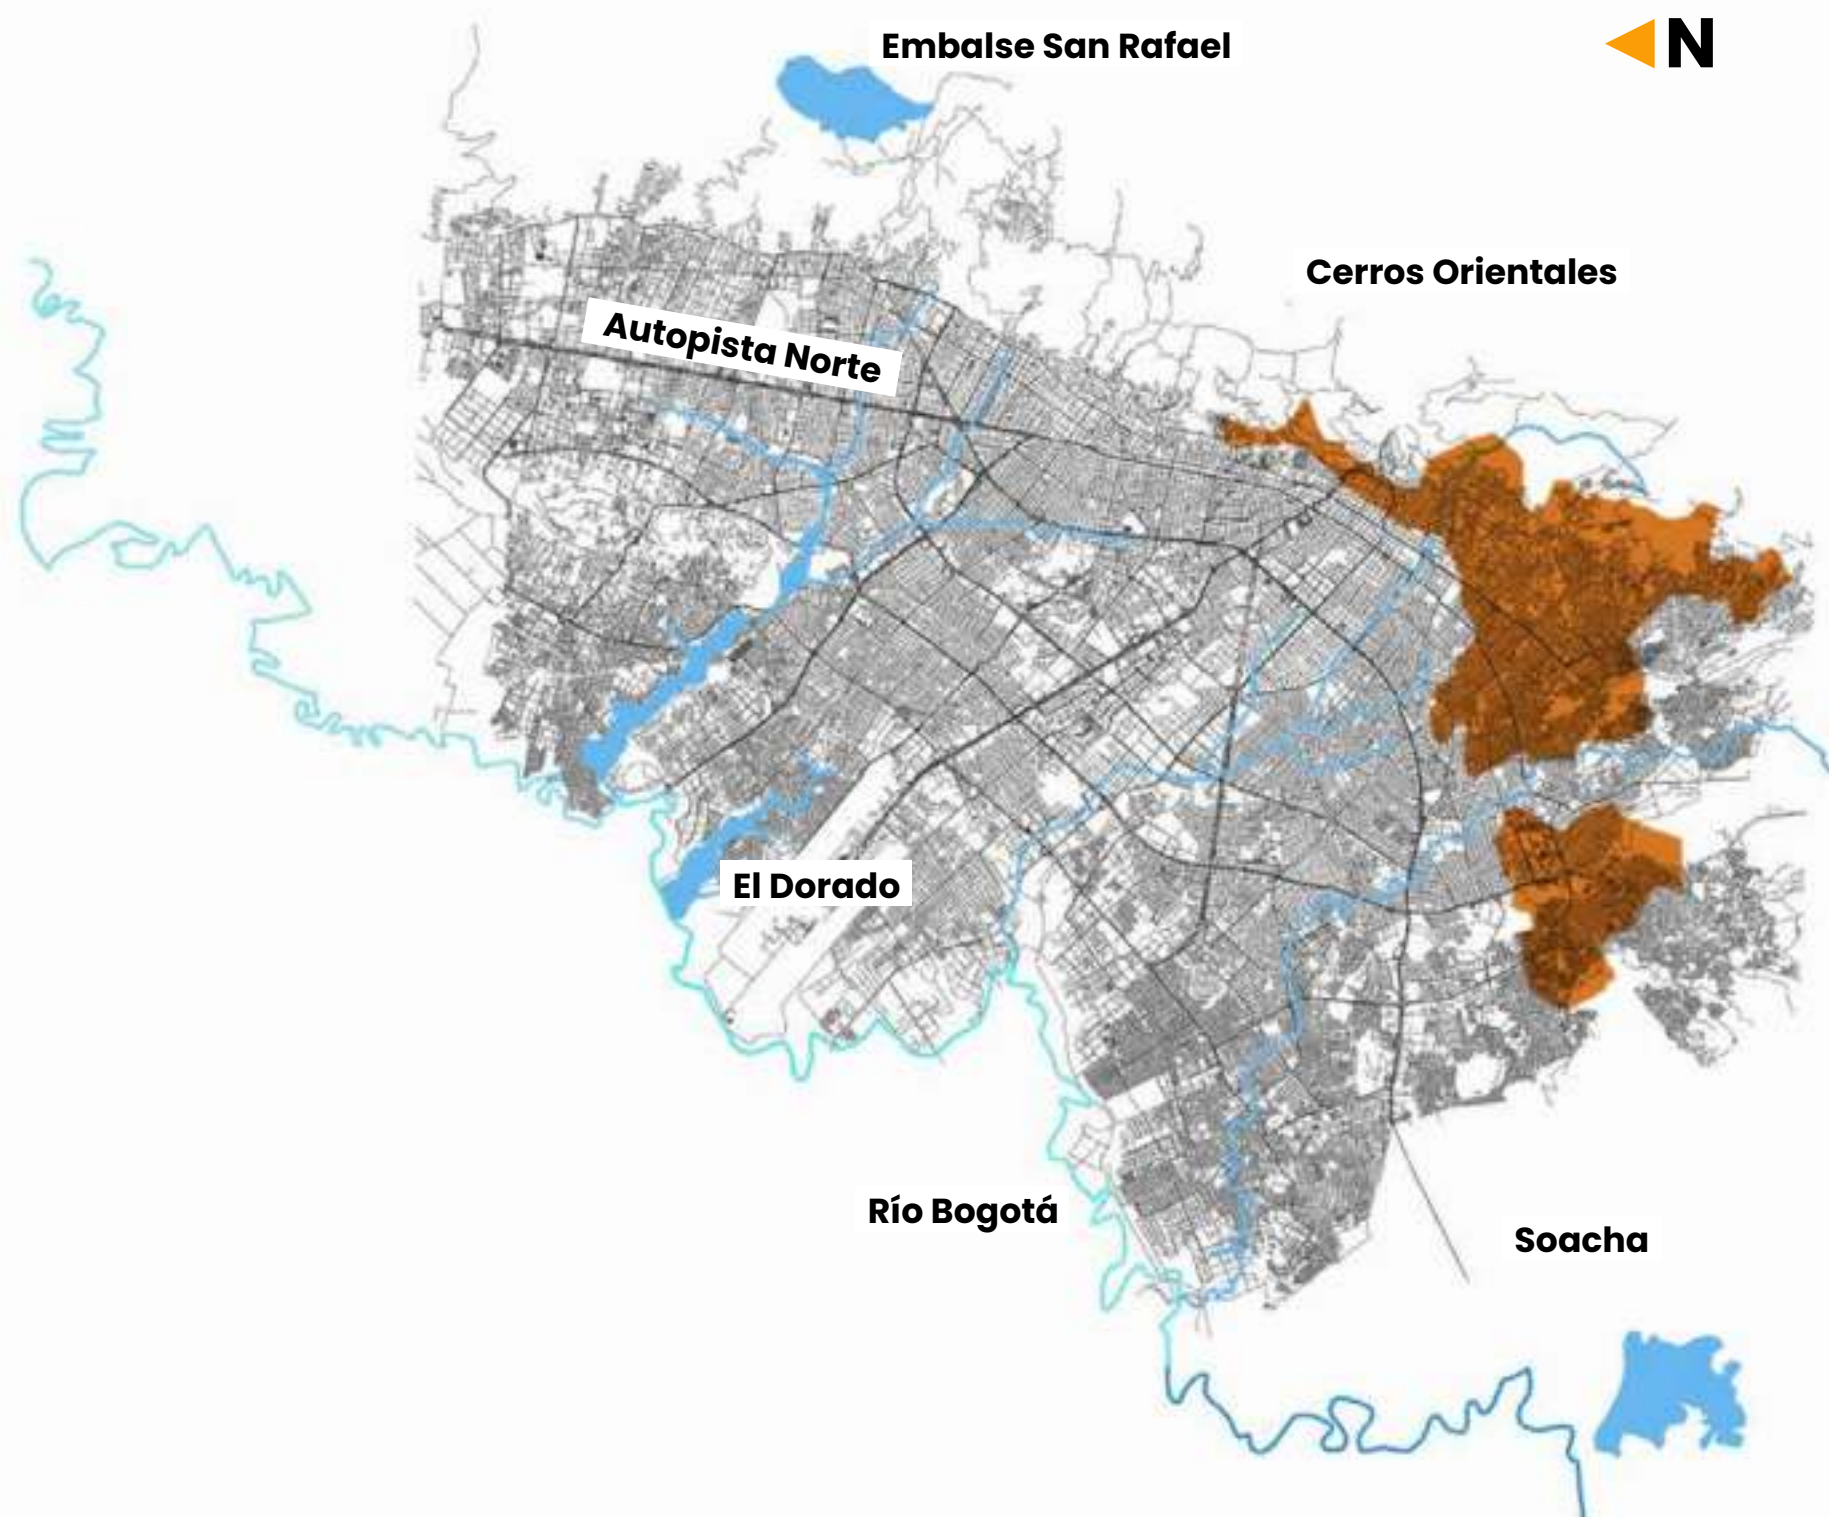 Embalse San Rafael
N
Cerros Orientales
Autopista Norte
El Dorado
Río Bogotá
Soacha